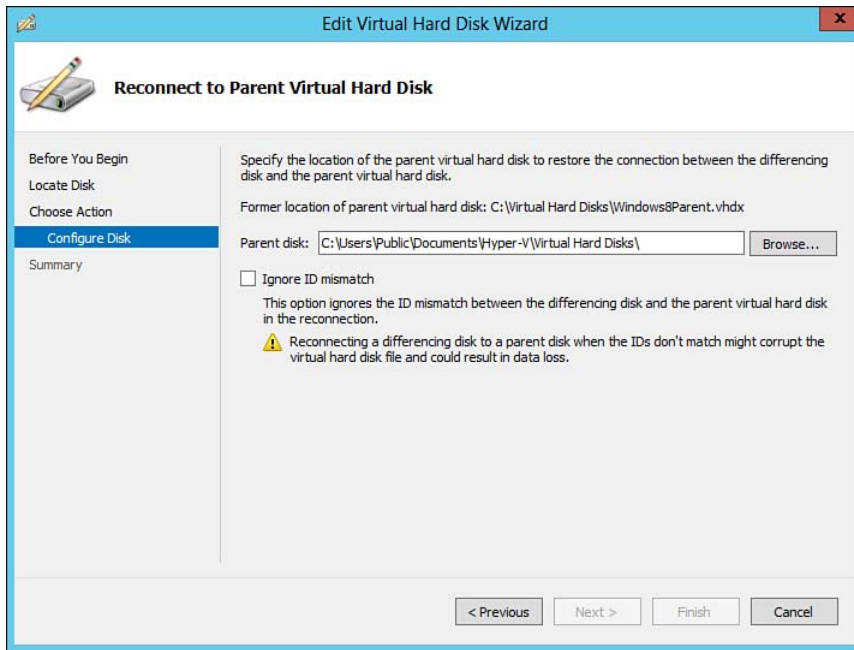 Edit Virtual Hard Disk Wizard
x
Reconnect to Parent Virtual Hard Disk
Before You Begin
Locate Disk
Choose Action
Configure Disk
Summary
Specify the location of the parent virtual hard disk to restore the connection between the differencing
disk and the parent virtual hard disk.
Former location of parent virtual hard disk: C:\Virtual Hard Disks\Windows8Parent.vhdx
Parent disk: C:\Users\Public\Documents\Hyper-V\Virtual Hard Disks\ Browse...
Ignore ID mismatch
This option ignores the ID mismatch between the differencing disk and the parent virtual hard disk
in the reconnection.
Reconnecting a differencing disk to a parent disk when the IDs don't match might corrupt the
virtual hard disk file and could result in data loss.
< Previous Next > Finish Cancel